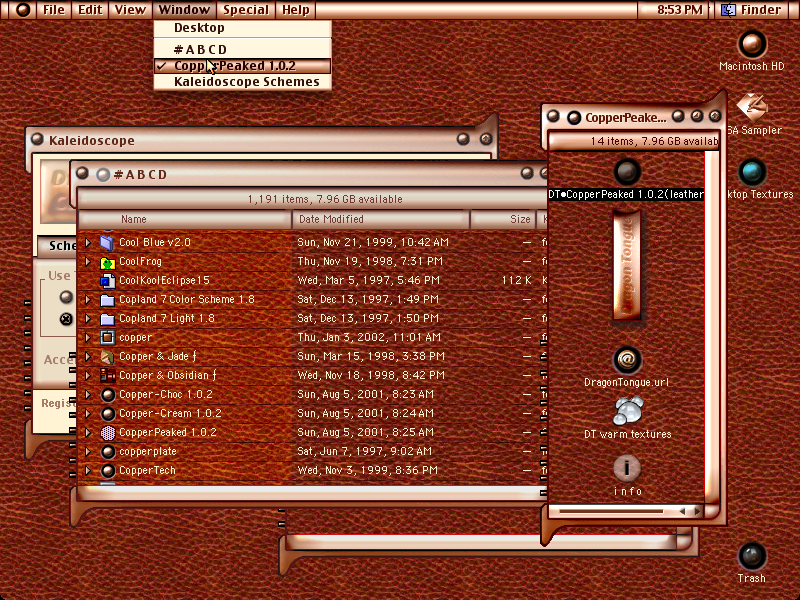 File Edit View Window Special Help 8:53 PM Finder
Desktop
#ABCD
CopperPeaked 1.0.2
Kaleidoscope Schemes
Macintosh HD
SA Sampler
ktop Textures
Trash
Kaleidoscope
Sche
Use
Acce
Regis
#ABCD
1,191 items, 7.96 GB available
Name Date Modified Size K
Cool Blue v2.0 Sun, Nov 21, 1999, 10:42 AM — f
CoolFrog Thu, Nov 19, 1998, 7:31 PM — f
CoolKoolEclipse15 Wed, Mar 5, 1997, 5:46 PM 112 K K
Copland 7 Color Scheme 1.8 Sat, Dec 13, 1997, 1:49 PM — f
Copland 7 Light 1.8 Sat, Dec 13, 1997, 1:50 PM — f
copper Thu, Jan 3, 2002, 11:01 AM — f
Copper & Jade ƒ Sun, Mar 15, 1998, 3:38 PM — f
Copper & Obsidian ƒ Wed, Nov 18, 1998, 8:42 PM — f
Copper-Choc 1.0.2 Sun, Aug 5, 2001, 8:23 AM — f
Copper-Cream 1.0.2 Sun, Aug 5, 2001, 8:24 AM — f
CopperPeaked 1.0.2 Sun, Aug 5, 2001, 8:25 AM — f
copperplate Sat, Jun 7, 1997, 9:02 AM — f
CopperTech Wed, Nov 3, 1999, 8:36 PM — f
CopperPeake...
14 items, 7.96 GB availab
DT•CopperPeaked 1.0.2(leather
Dragon Tongue
DragonTongue.url
DT warm textures
info